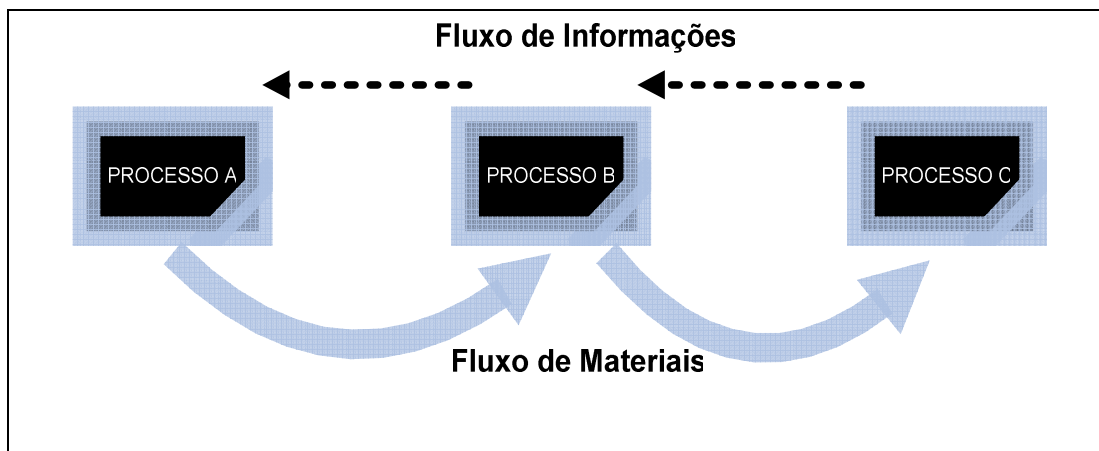 Fluxo de Informações
PROCESSO A
PROCESSO B
PROCESSO C
Fluxo de Materiais